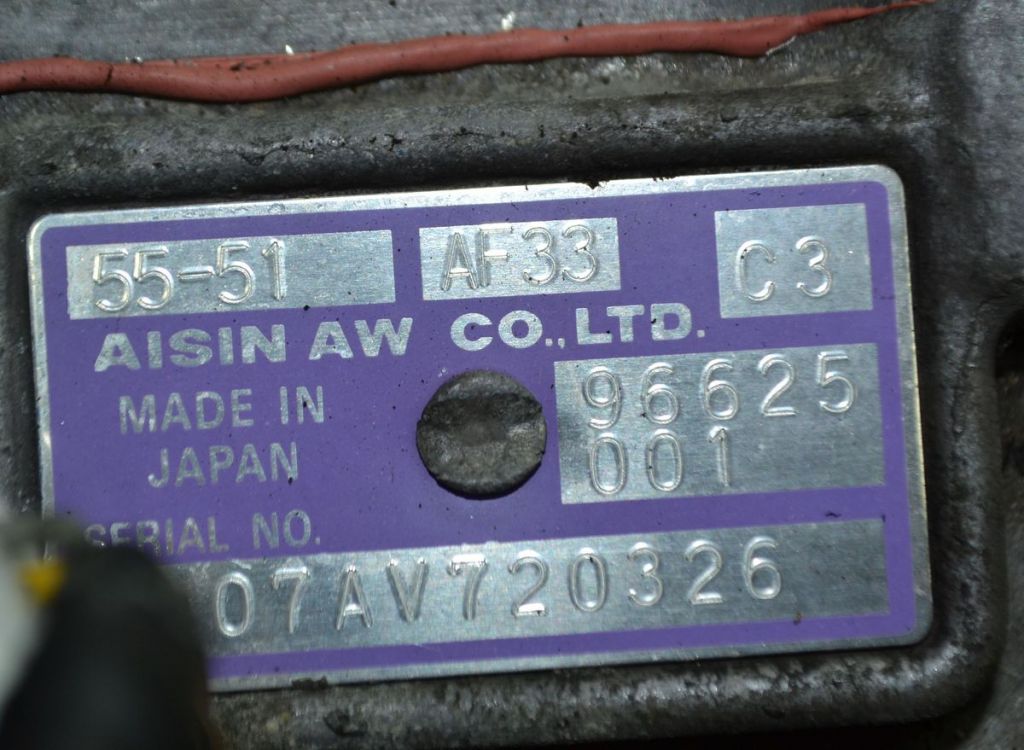 55-51 AF33 C3
AISIN AW CO.,LTD.
MADE IN
JAPAN
96625
001
SERIAL NO.
07AV720326